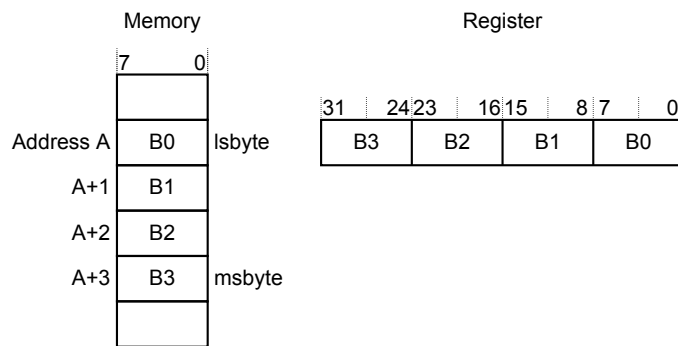 Memory Register
7 0
31 24 23 16 15 8 7 0
Address A B0 lsbyte B3 B2 B1 B0
A+1 B1
A+2 B2
A+3 B3 msbyte